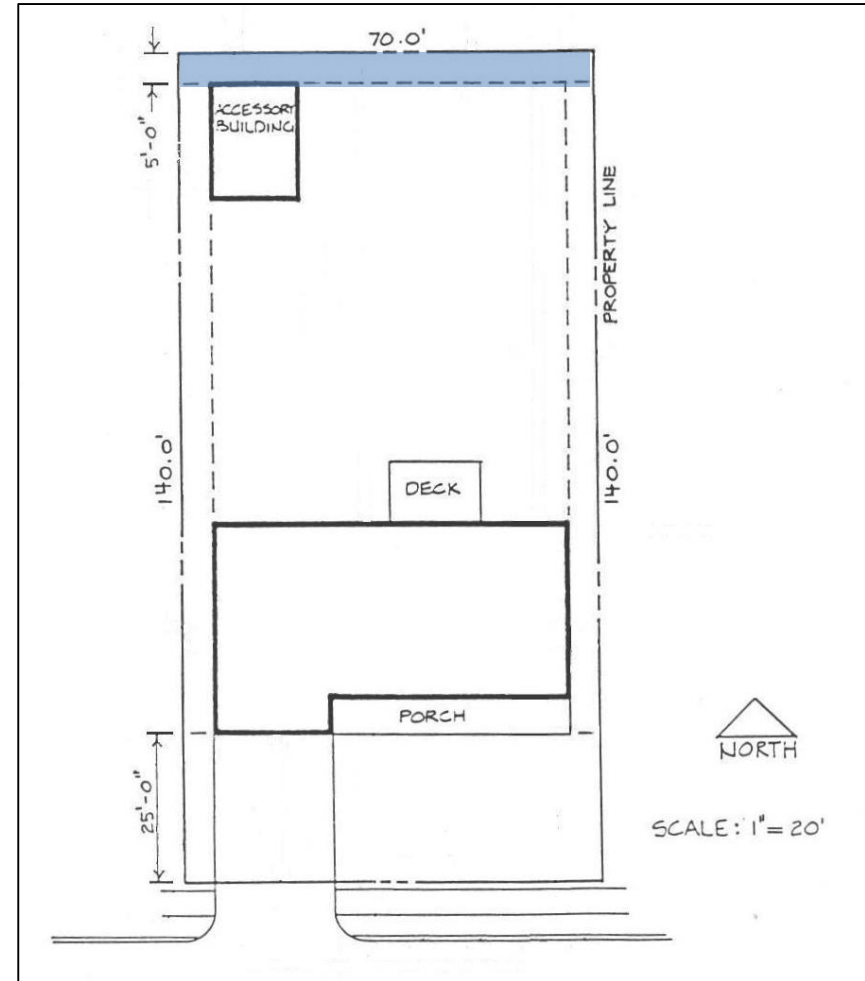 70.0'
5'-0"
ACCESSORY
BUILDING
PROPERTY LINE
140.0'
140.0'
DECK
PORCH
25'-0"
NORTH
SCALE: 1"= 20'